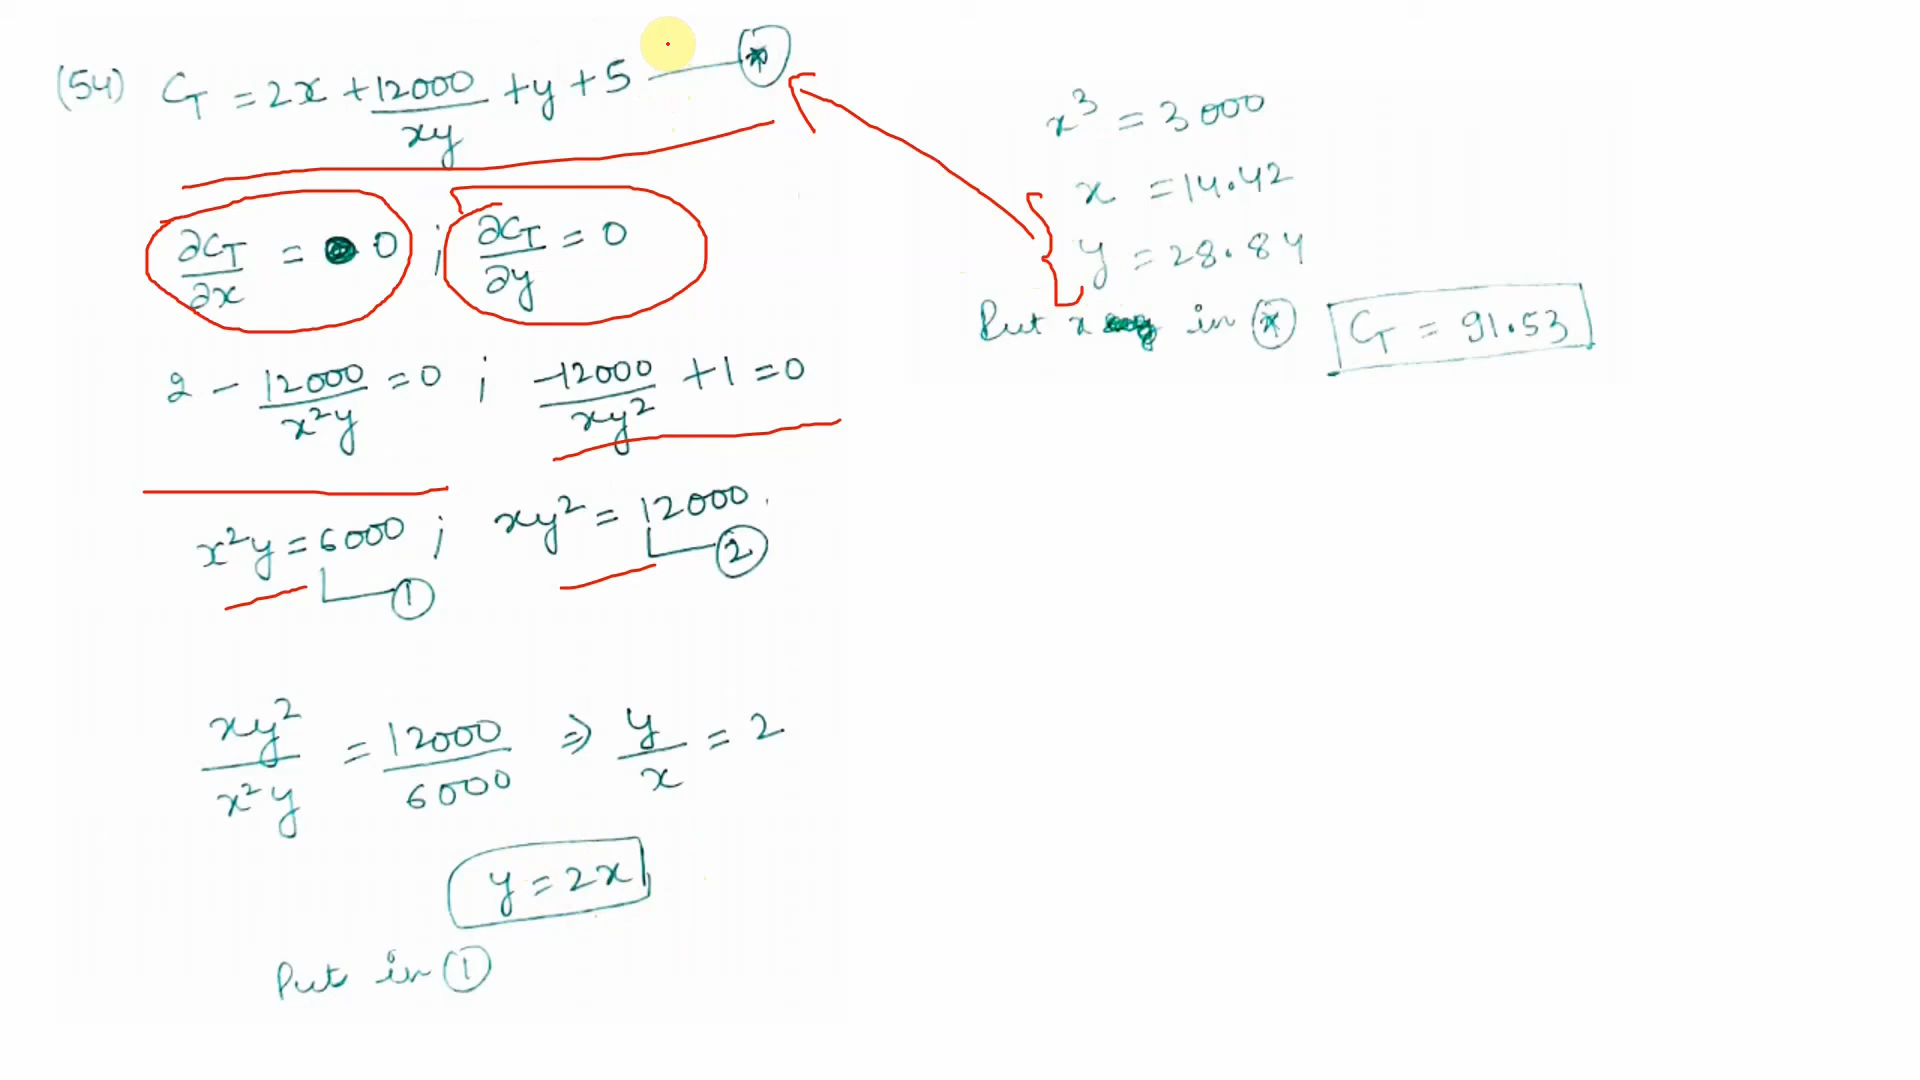 (54) C_T = 2x + 12000/xy + y + 5 — (*)
∂C_T/∂x = 0 ; ∂C_T/∂y = 0
2 - 12000/x²y = 0 ; -12000/xy² + 1 = 0
x²y = 6000 ; xy² = 12000.
(1) (2)
xy²/x²y = 12000/6000 ⇒ y/x = 2
y = 2x
Put in (1)
x³ = 3000
x = 14.42
y = 28.84
Put x y in (*) C_T = 91.53